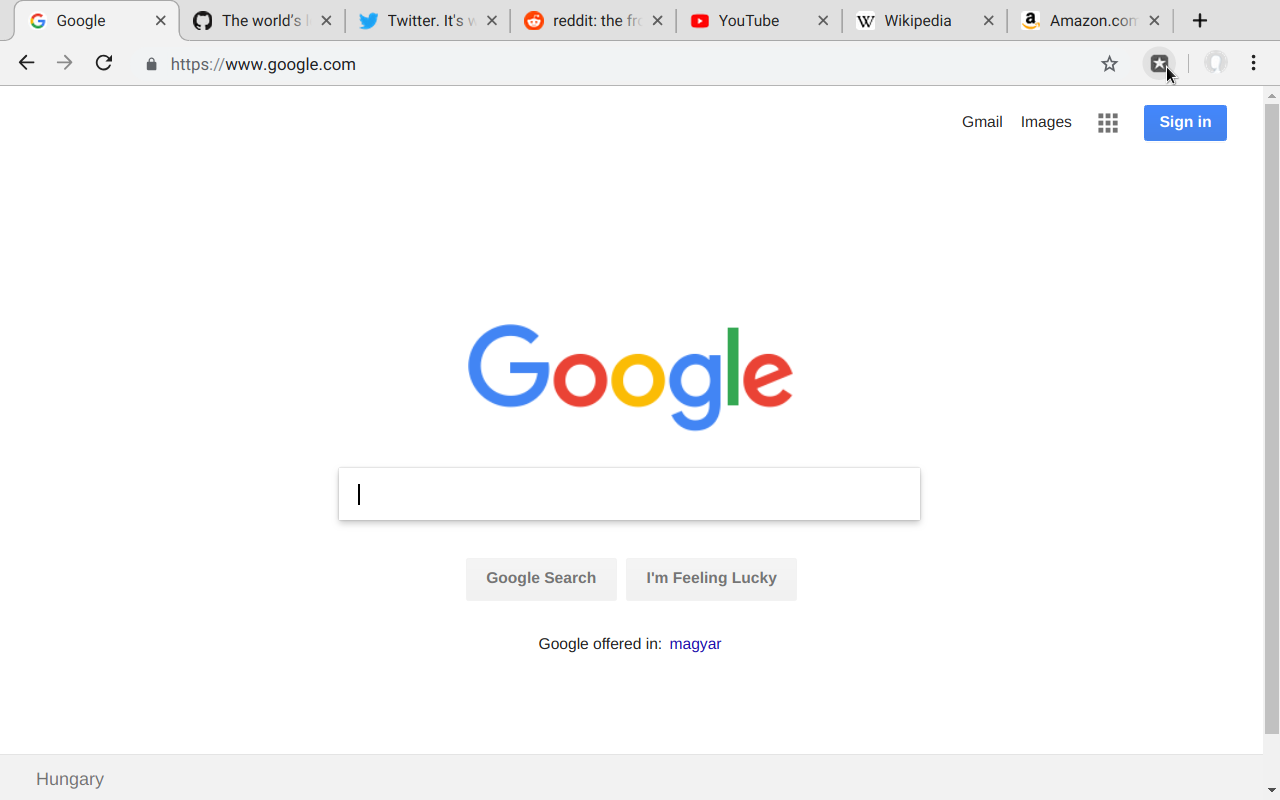 Google The world's Twitter. It's reddit: the fro YouTube Wikipedia Amazon.com
https://www.google.com
Gmail Images Sign in
Google
Google Search I'm Feeling Lucky
Google offered in: magyar
Hungary